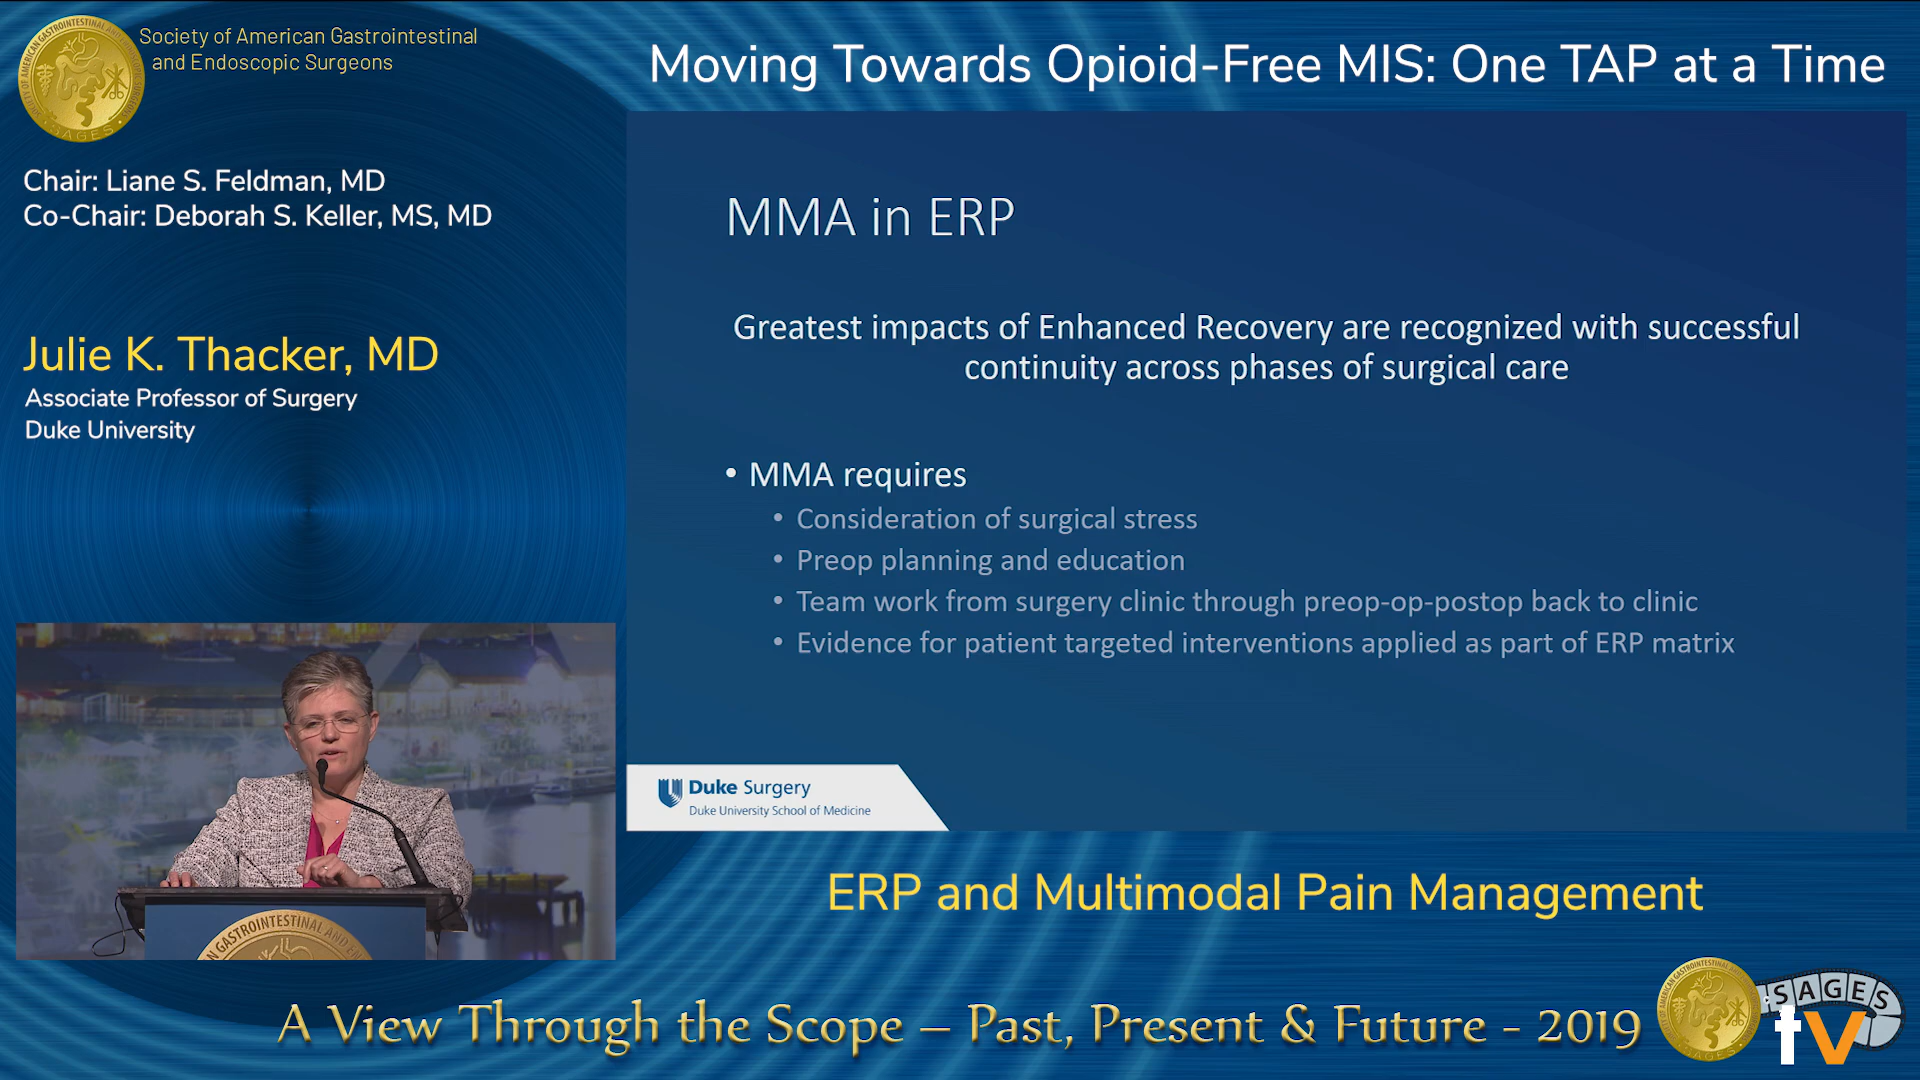 Society of American Gastrointestinal
and Endoscopic Surgeons
SAGES
Moving Towards Opioid-Free MIS: One TAP at a Time
Chair: Liane S. Feldman, MD
Co-Chair: Deborah S. Keller, MS, MD
Julie K. Thacker, MD
Associate Professor of Surgery
Duke University
MMA in ERP
Greatest impacts of Enhanced Recovery are recognized with successful
continuity across phases of surgical care
• MMA requires
• Consideration of surgical stress
• Preop planning and education
• Team work from surgery clinic through preop-op-postop back to clinic
• Evidence for patient targeted interventions applied as part of ERP matrix
Duke Surgery
Duke University School of Medicine
GASTROINTESTINAL AND
ERP and Multimodal Pain Management
A View Through the Scope – Past, Present & Future - 2019
SAGES
tv